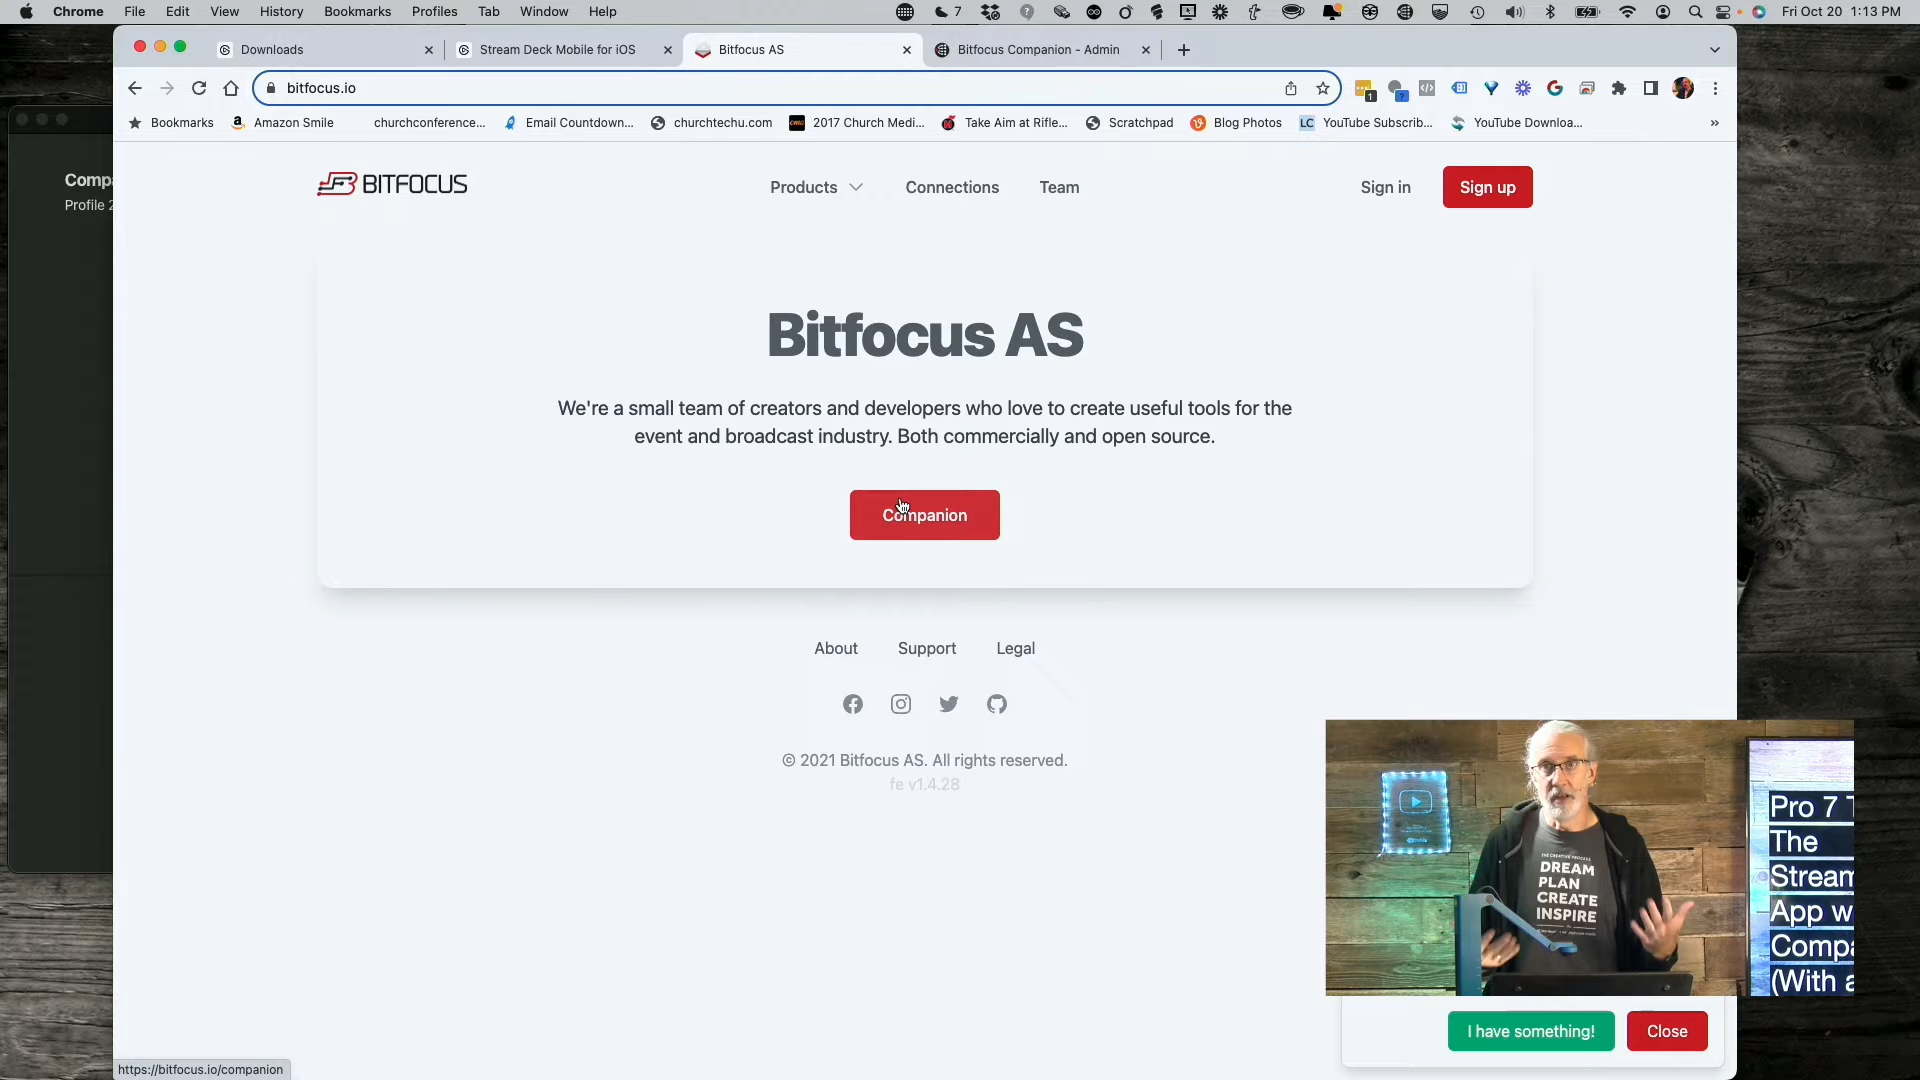 Chrome File Edit View History Bookmarks Profiles Tab Window Help 7 Fri Oct 20 1:13 PM
Downloads Stream Deck Mobile for iOS Bitfocus AS Bitfocus Companion - Admin
bitfocus.io
Bookmarks Amazon Smile churchconference... Email Countdown... churchtechu.com 2017 Church Medi... Take Aim at Rifle... Scratchpad Blog Photos LC YouTube Subscrib... YouTube Downloa... »
Comp
Profile 2
BITFOCUS Products Connections Team Sign in Sign up
Bitfocus AS
We're a small team of creators and developers who love to create useful tools for the
event and broadcast industry. Both commercially and open source.
Companion
About Support Legal
© 2021 Bitfocus AS. All rights reserved.
fe v1.4.28
DREAM
PLAN
CREATE
INSPIRE
Pro 7 T
The
Stream
App w
Compa
(With a
I have something! Close
https://bitfocus.io/companion